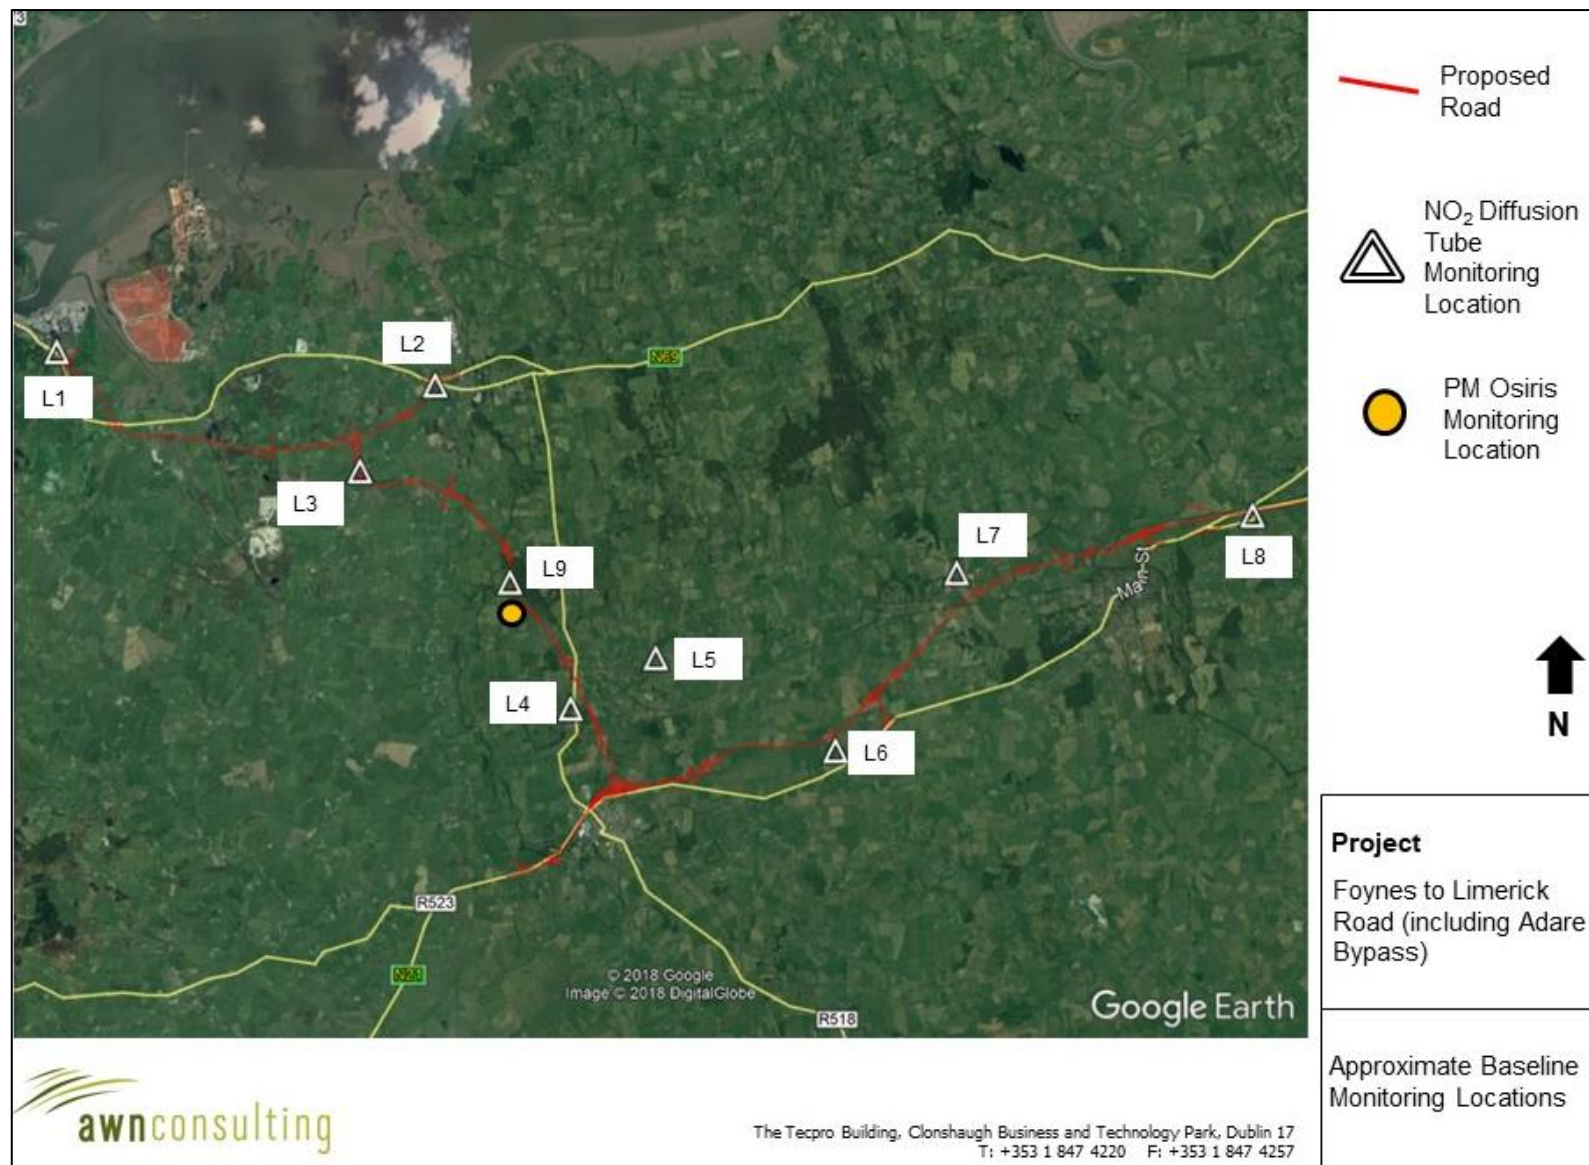 3
Proposed
Road
NO₂ Diffusion
Tube
Monitoring
Location
PM Osiris
Monitoring
Location
L1
L2
L3
L9
L4
L5
L6
L7
L8
N69
Main St
R523
N21
R518
© 2018 Google
Image © 2018 DigitalGlobe
Google Earth
N
Project
Foynes to Limerick
Road (including Adare
Bypass)
Approximate Baseline
Monitoring Locations
awnconsulting
The Tecpro Building, Clonshaugh Business and Technology Park, Dublin 17
T: +353 1 847 4220 F: +353 1 847 4257